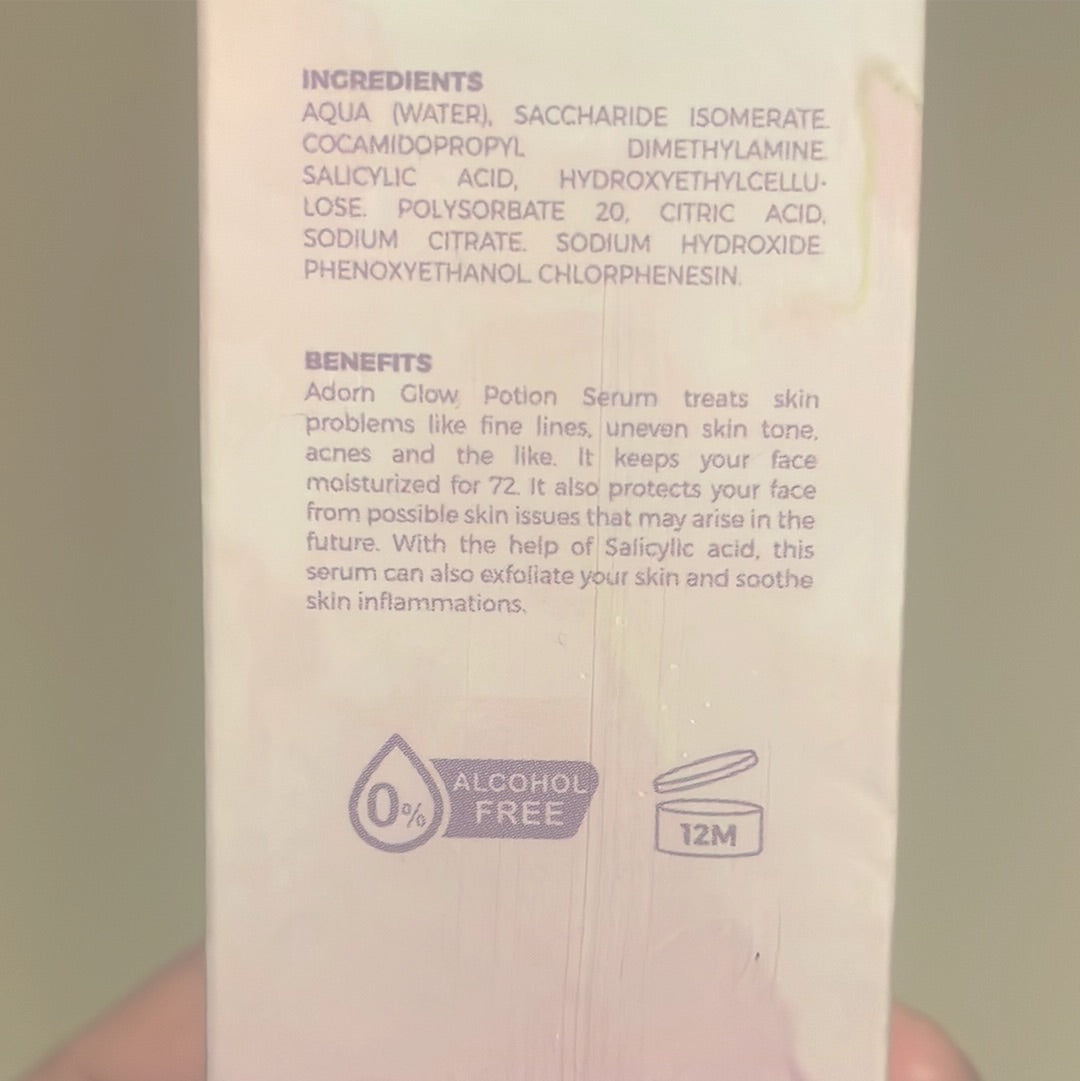 INGREDIENTS
AQUA (WATER), SACCHARIDE ISOMERATE.
COCAMIDOPROPYL DIMETHYLAMINE.
SALICYLIC ACID, HYDROXYETHYLCELLU-
LOSE. POLYSORBATE 20, CITRIC ACID,
SODIUM CITRATE. SODIUM HYDROXIDE.
PHENOXYETHANOL. CHLORPHENESIN.
BENEFITS
Adorn Glow Potion Serum treats skin
problems like fine lines, uneven skin tone,
acnes and the like. It keeps your face
moisturized for 72. It also protects your face
from possible skin issues that may arise in the
future. With the help of Salicylic acid, this
serum can also exfoliate your skin and soothe
skin inflammations.
0%
ALCOHOL
FREE
12M